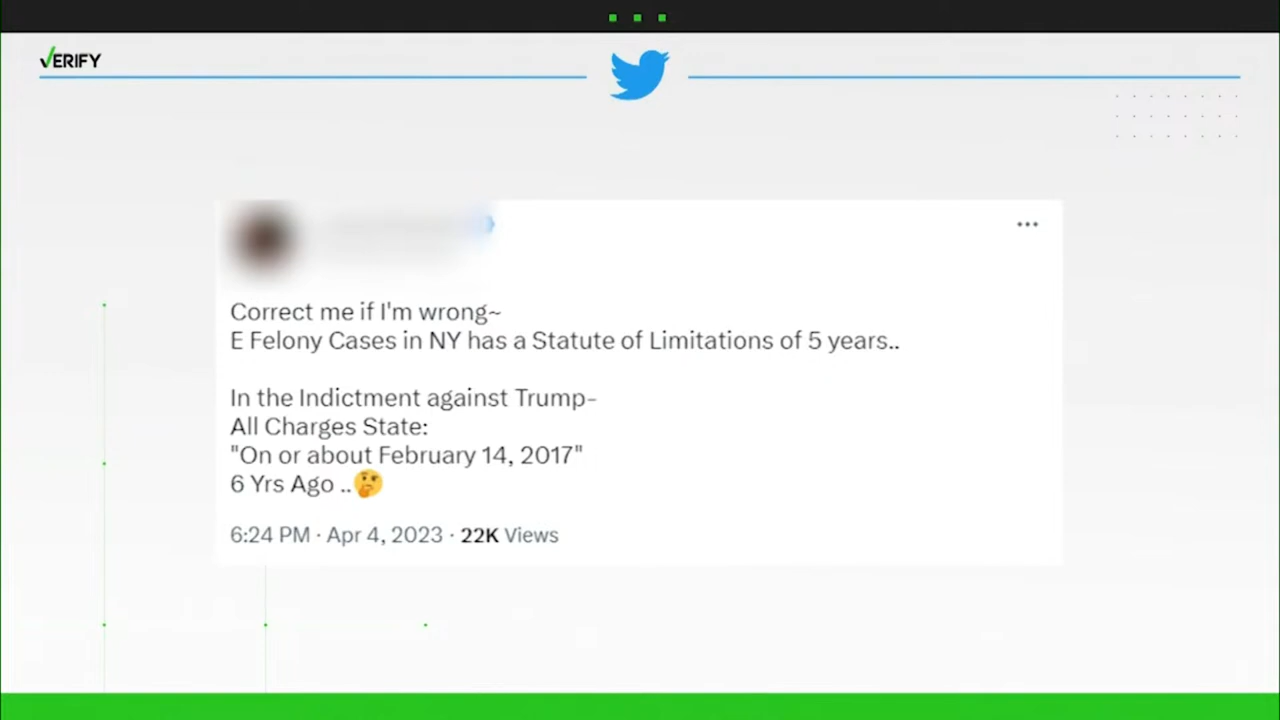 VERIFY
Correct me if I'm wrong~
E Felony Cases in NY has a Statute of Limitations of 5 years..
In the Indictment against Trump-
All Charges State:
"On or about February 14, 2017"
6 Yrs Ago ..🤔
6:24 PM · Apr 4, 2023 · 22K Views